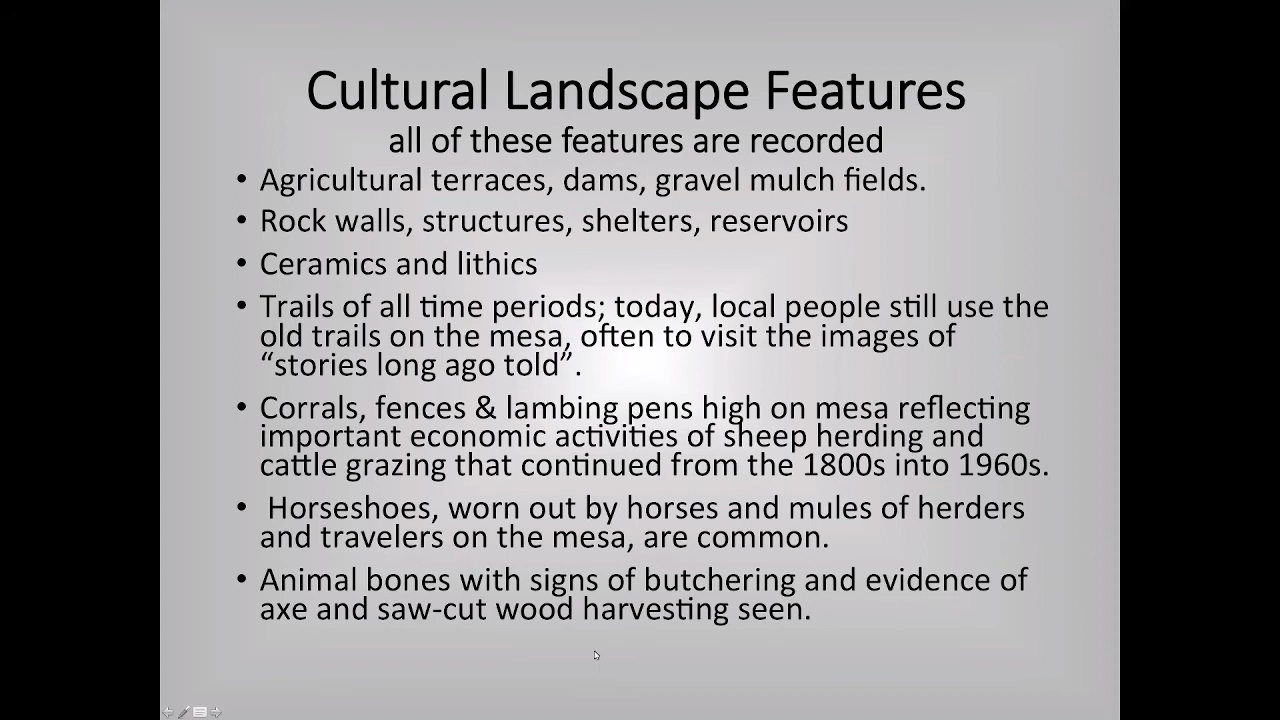 Cultural Landscape Features
all of these features are recorded
• Agricultural terraces, dams, gravel mulch fields.
• Rock walls, structures, shelters, reservoirs
• Ceramics and lithics
• Trails of all time periods; today, local people still use the
old trails on the mesa, often to visit the images of
“stories long ago told”.
• Corrals, fences & lambing pens high on mesa reflecting
important economic activities of sheep herding and
cattle grazing that continued from the 1800s into 1960s.
• Horseshoes, worn out by horses and mules of herders
and travelers on the mesa, are common.
• Animal bones with signs of butchering and evidence of
axe and saw-cut wood harvesting seen.